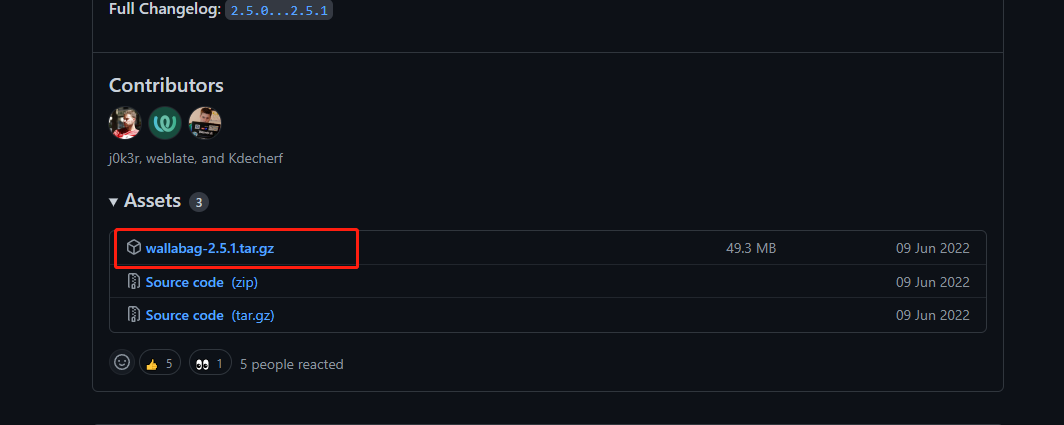 Full Changelog: 2.5.0...2.5.1
Contributors
j0k3r, weblate, and Kdecherf
Assets 3
wallabag-2.5.1.tar.gz 49.3 MB 09 Jun 2022
Source code (zip) 09 Jun 2022
Source code (tar.gz) 09 Jun 2022
👍 5 👀 1 5 people reacted